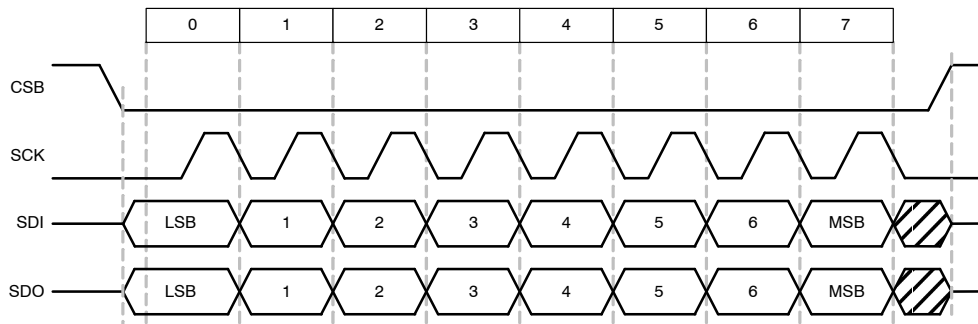 0 1 2 3 4 5 6 7
CSB
SCK
SDI LSB 1 2 3 4 5 6 MSB
SDO LSB 1 2 3 4 5 6 MSB